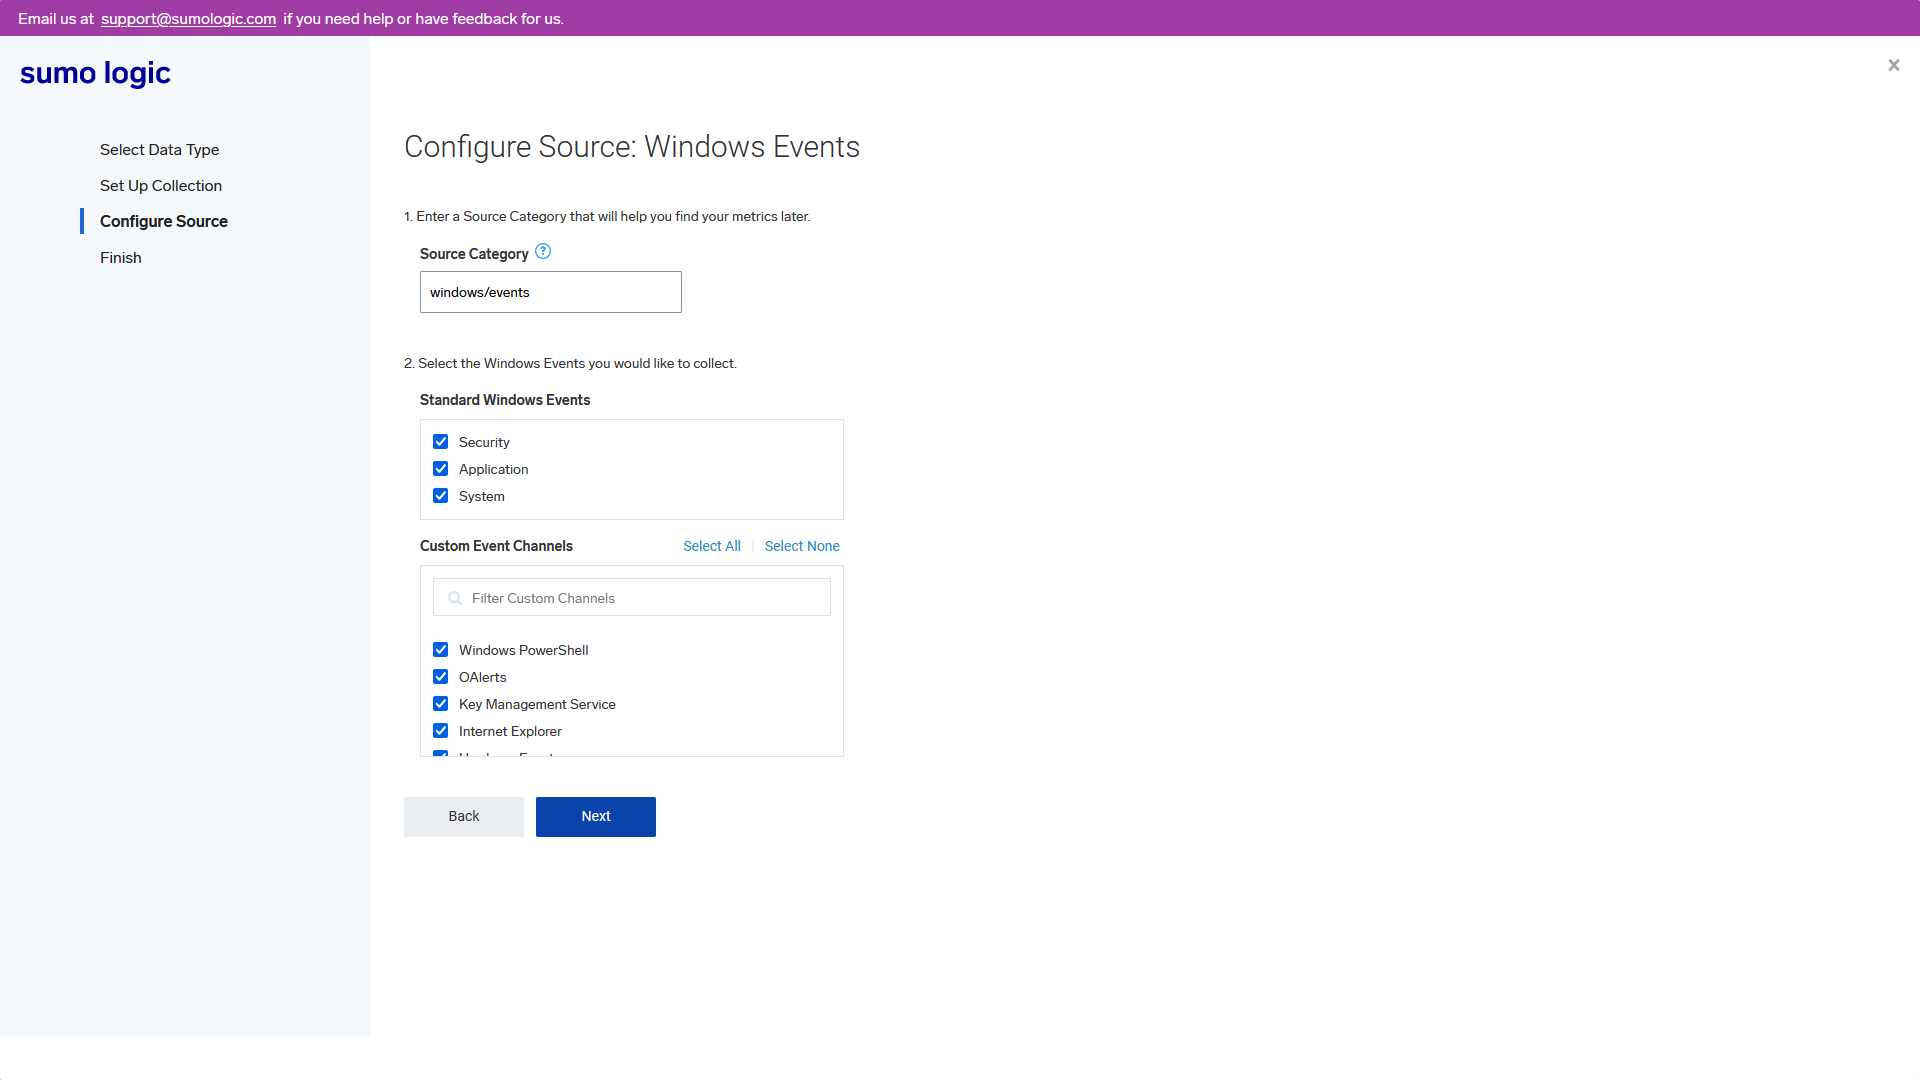 Email us at support@sumologic.com if you need help or have feedback for us.
sumo logic
Select Data Type
Set Up Collection
Configure Source
Finish
Configure Source: Windows Events
1. Enter a Source Category that will help you find your metrics later.
Source Category ?
windows/events
2. Select the Windows Events you would like to collect.
Standard Windows Events
Security
Application
System
Custom Event Channels Select All | Select None
Filter Custom Channels
Windows PowerShell
OAlerts
Key Management Service
Internet Explorer
Back Next